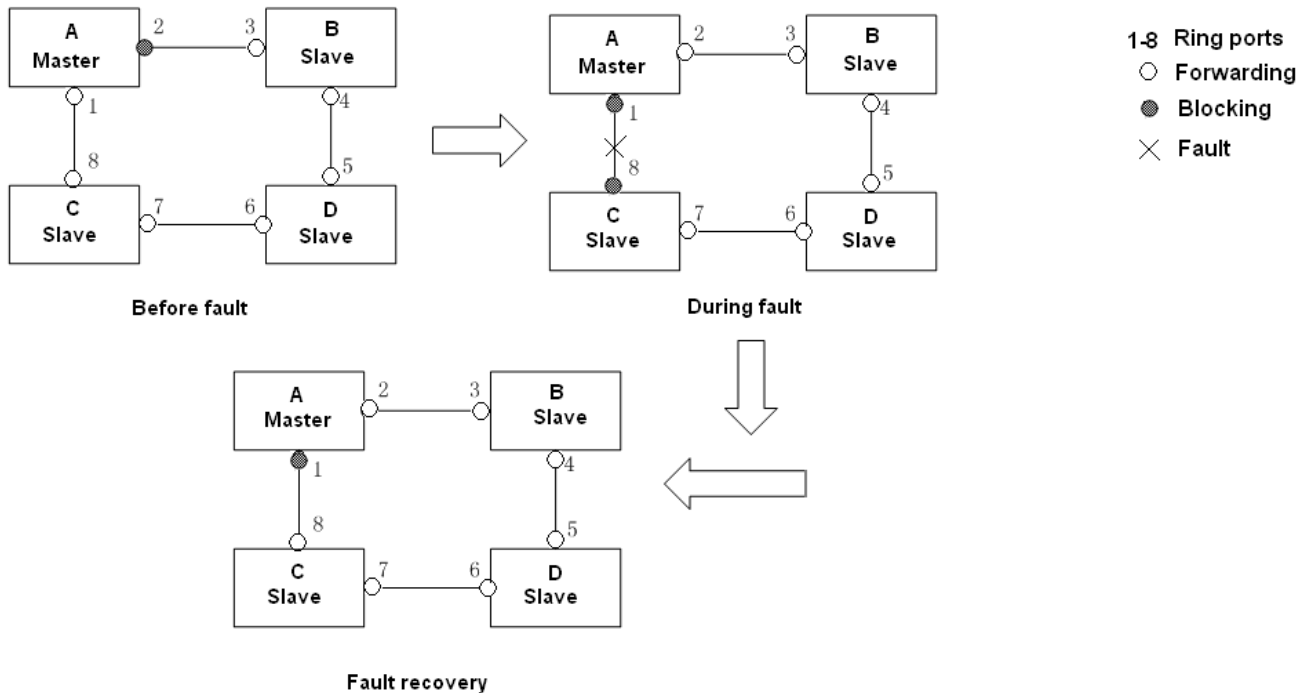 A
Master
2
3
B
Slave
1
4
8
5
C
Slave
7
6
D
Slave
Before fault
A
Master
2
3
B
Slave
1
4
8
5
C
Slave
7
6
D
Slave
During fault
1-8 Ring ports
Forwarding
Blocking
Fault
A
Master
2
3
B
Slave
1
4
8
5
C
Slave
7
6
D
Slave
Fault recovery